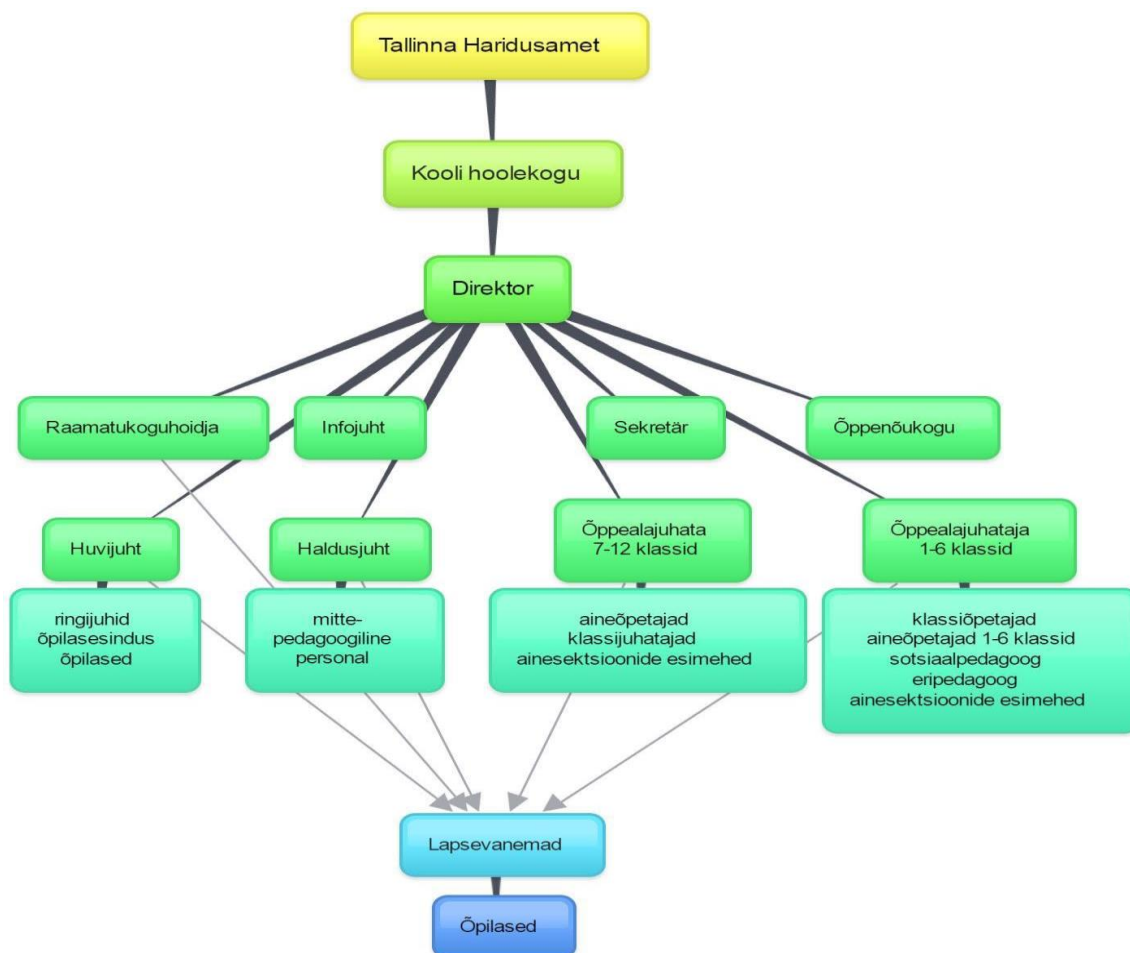 Tallinna Haridusamet
Kooli hoolekogu
Direktor
Raamatukoguhoidja
Infojuht
Sekretär
Õppenõukogu
Huvijuht
Haldusjuht
Õppealajuhata
7-12 klassid
Õppealajuhataja
1-6 klassid
ringijuhid
õpilasesindus
õpilased
mitte-
pedagoogiline
personal
aineõpetajad
klassijuhatajad
ainesektsioonide esimehed
klassiõpetajad
aineõpetajad 1-6 klassid
sotsiaalpedagoog
eripedagoog
ainesektsioonide esimehed
Lapsevanemad
Õpilased